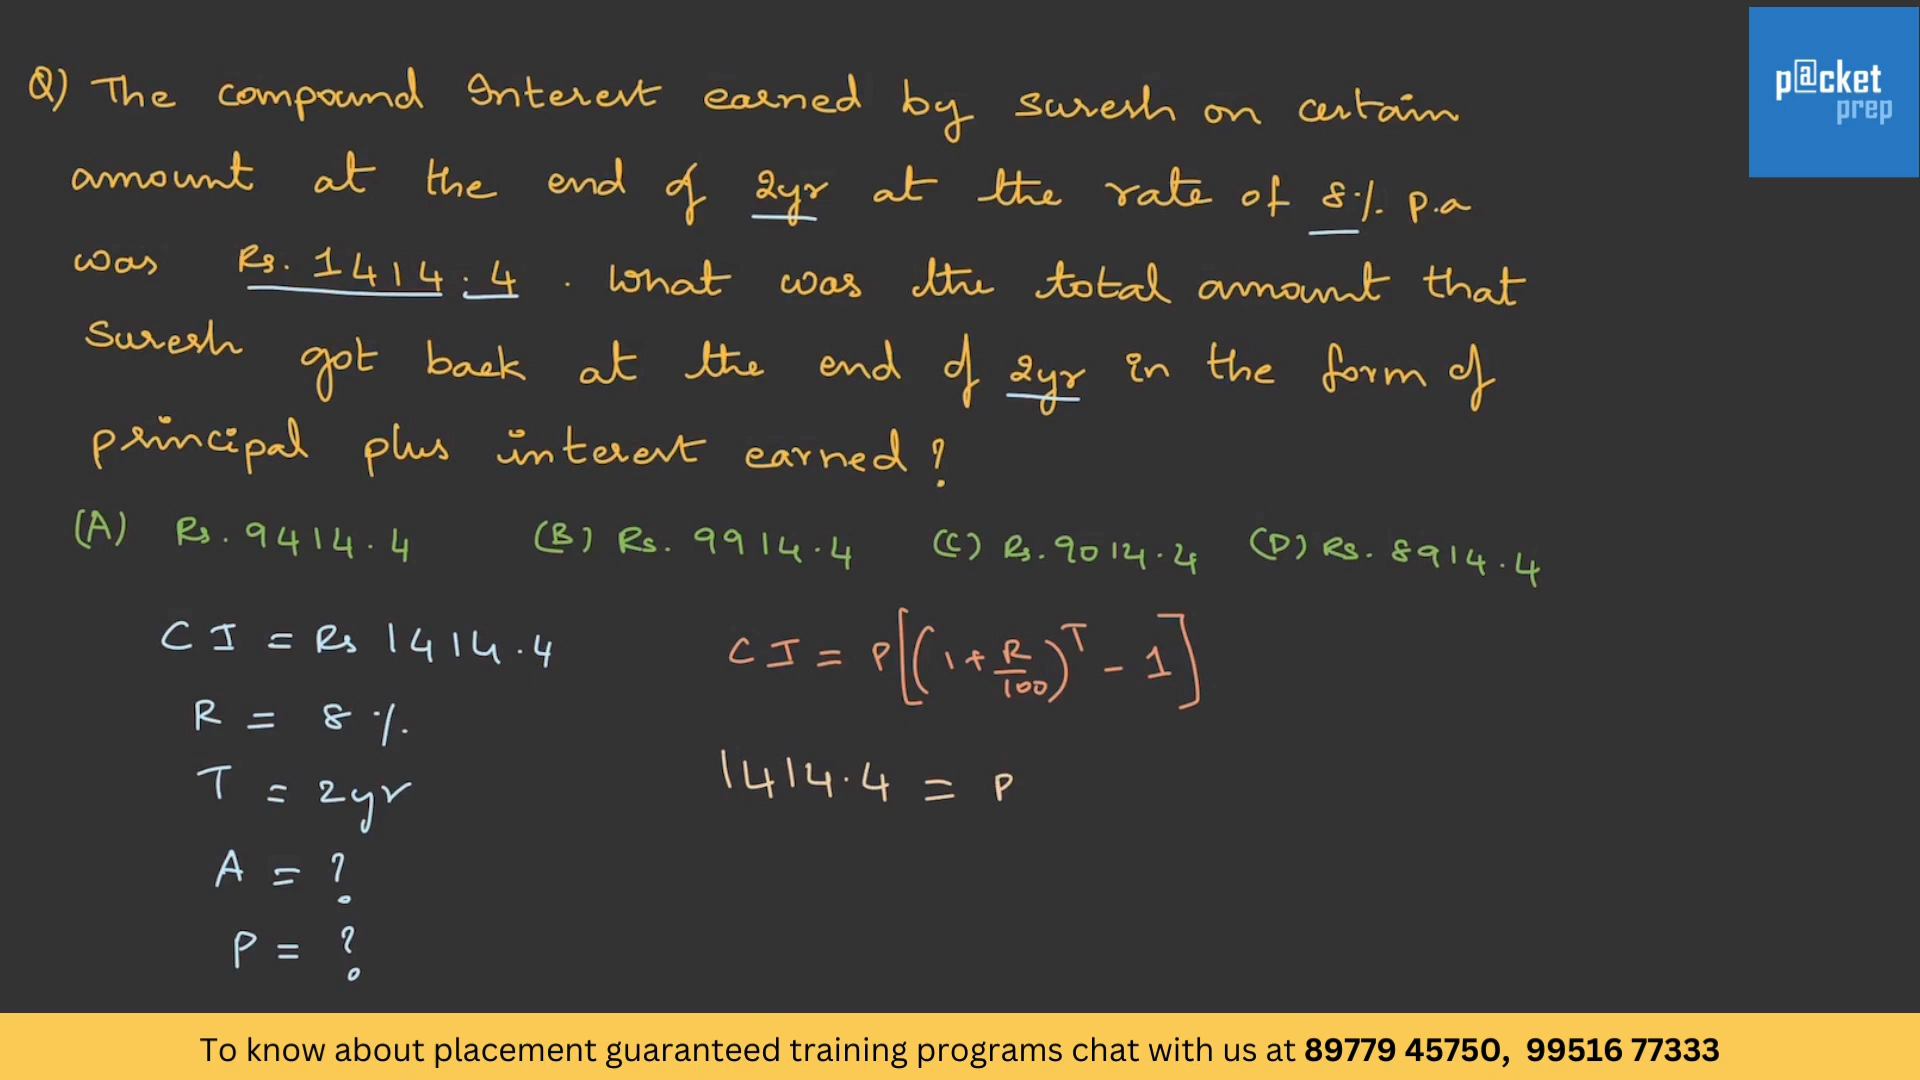 p@cket
prep
Q) The compound Interest earned by Suresh on certain
amount at the end of 2yr at the rate of 8%. p.a
was Rs. 1414.4. What was the total amount that
Suresh got back at the end of 2yr in the form of
principal plus interest earned?
(A) Rs. 9414.4 (B) Rs. 9914.4 (C) Rs. 9014.4 (D) Rs. 8914.4
CI = Rs 1414.4
R = 8%.
T = 2yr
A = ?
P = ?
CI = P[(1+R/100)^T - 1]
1414.4 = P
To know about placement guaranteed training programs chat with us at 89779 45750, 99516 77333